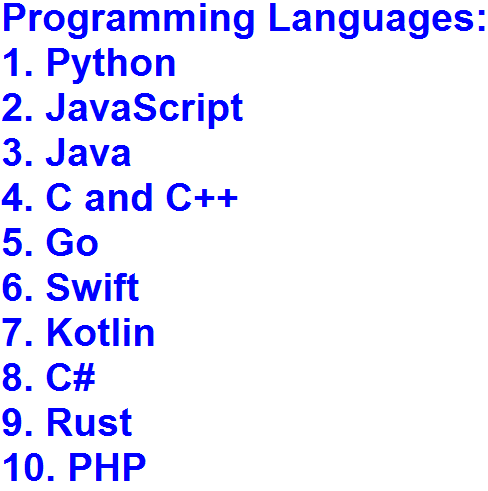 Programming Languages:
1. Python
2. JavaScript
3. Java
4. C and C++
5. Go
6. Swift
7. Kotlin
8. C#
9. Rust
10. PHP